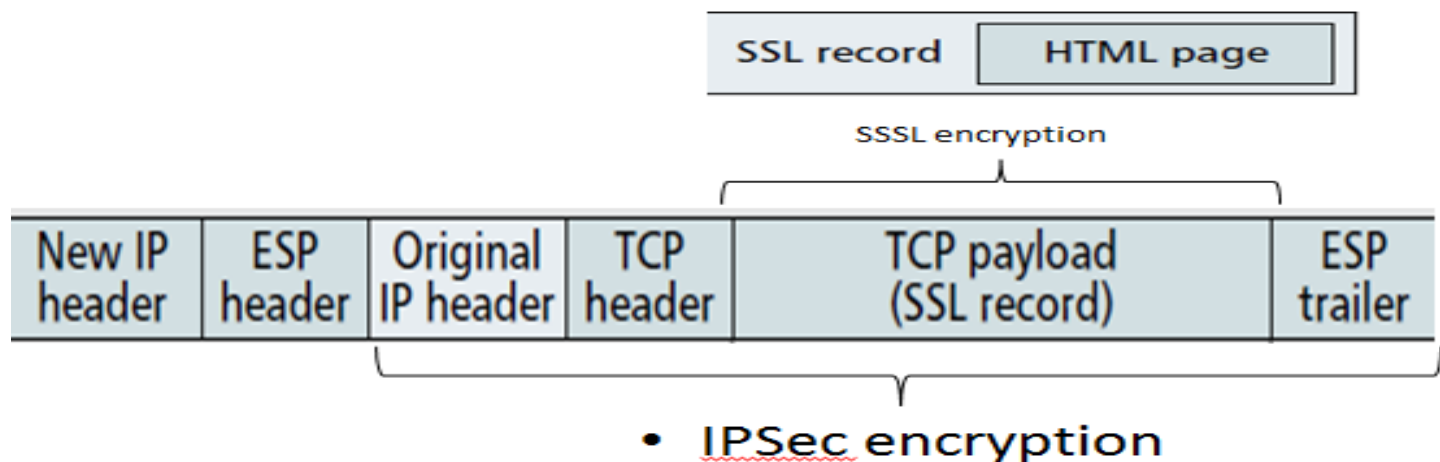 SSL record HTML page
SSSL encryption
New IP header
ESP header
Original IP header
TCP header
TCP payload (SSL record)
ESP trailer
• IPSec encryption